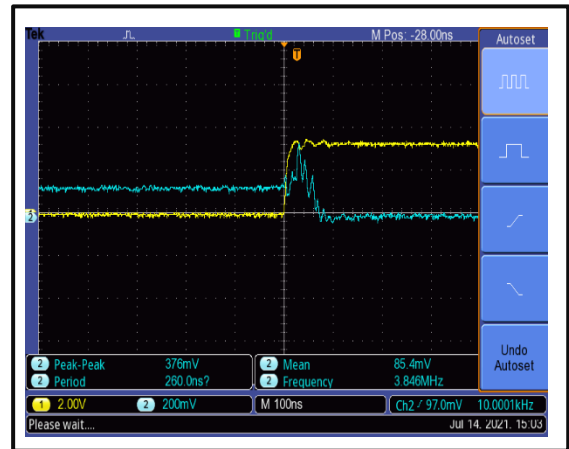 Tek Trig'd M Pos: -28.00ns Autoset
T
2
2 Peak-Peak 376mV 2 Mean 85.4mV
2 Period 260.0ns? 2 Frequency 3.846MHz
Undo
Autoset
1 2.00V 2 200mV M 100ns Ch2 97.0mV 10.0001kHz
Please wait.... Jul 14, 2021, 15:03